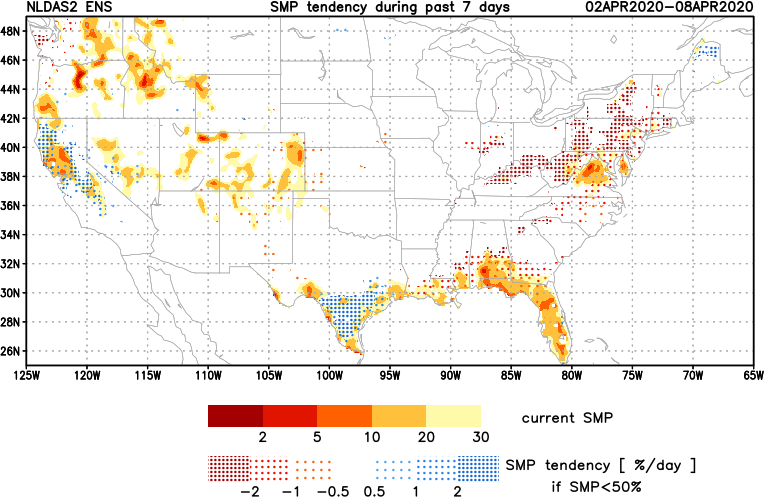 NLDAS2 ENS SMP tendency during past 7 days 02APR2020–08APR2020
48N
46N
44N
42N
40N
38N
36N
34N
32N
30N
28N
26N
125W 120W 115W 110W 105W 100W 95W 90W 85W 80W 75W 70W 65W
current SMP
2 5 10 20 30
SMP tendency [ %/day ]
−2 −1 −0.5 0.5 1 2 if SMP<50%